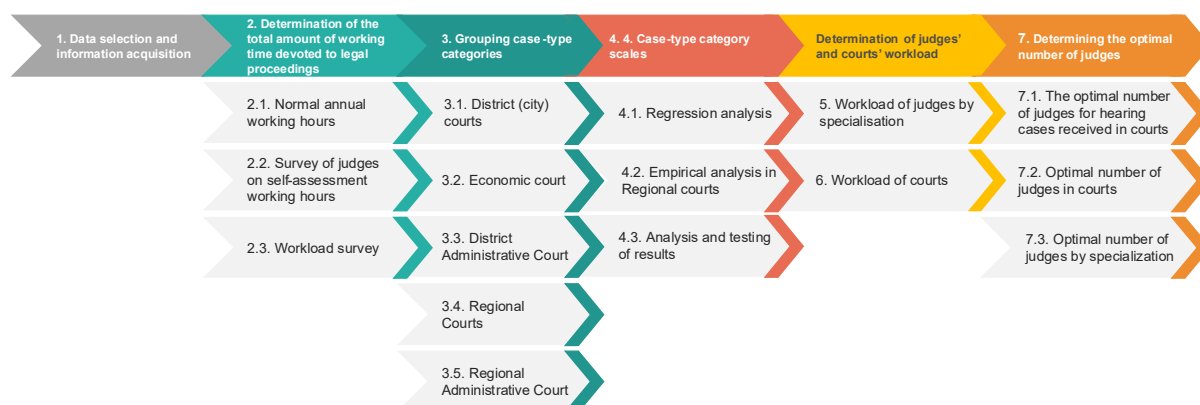 1. Data selection and
information acquisition
2. Determination of the
total amount of working
time devoted to legal
proceedings
3. Grouping case -type
categories
4. 4. Case-type category
scales
Determination of judges’
and courts’ workload
7. Determining the optimal
number of judges
2.1. Normal annual
working hours
3.1. District (city)
courts
4.1. Regression analysis
5. Workload of judges by
specialisation
7.1. The optimal number
of judges for hearing
cases received in courts
2.2. Survey of judges
on self-assessment
working hours
3.2. Economic court
4.2. Empirical analysis in
Regional courts
6. Workload of courts
7.2. Optimal number of
judges in courts
2.3. Workload survey
3.3. District
Administrative Court
4.3. Analysis and testing
of results
7.3. Optimal number of
judges by specialization
3.4. Regional
Courts
3.5. Regional
Administrative Court